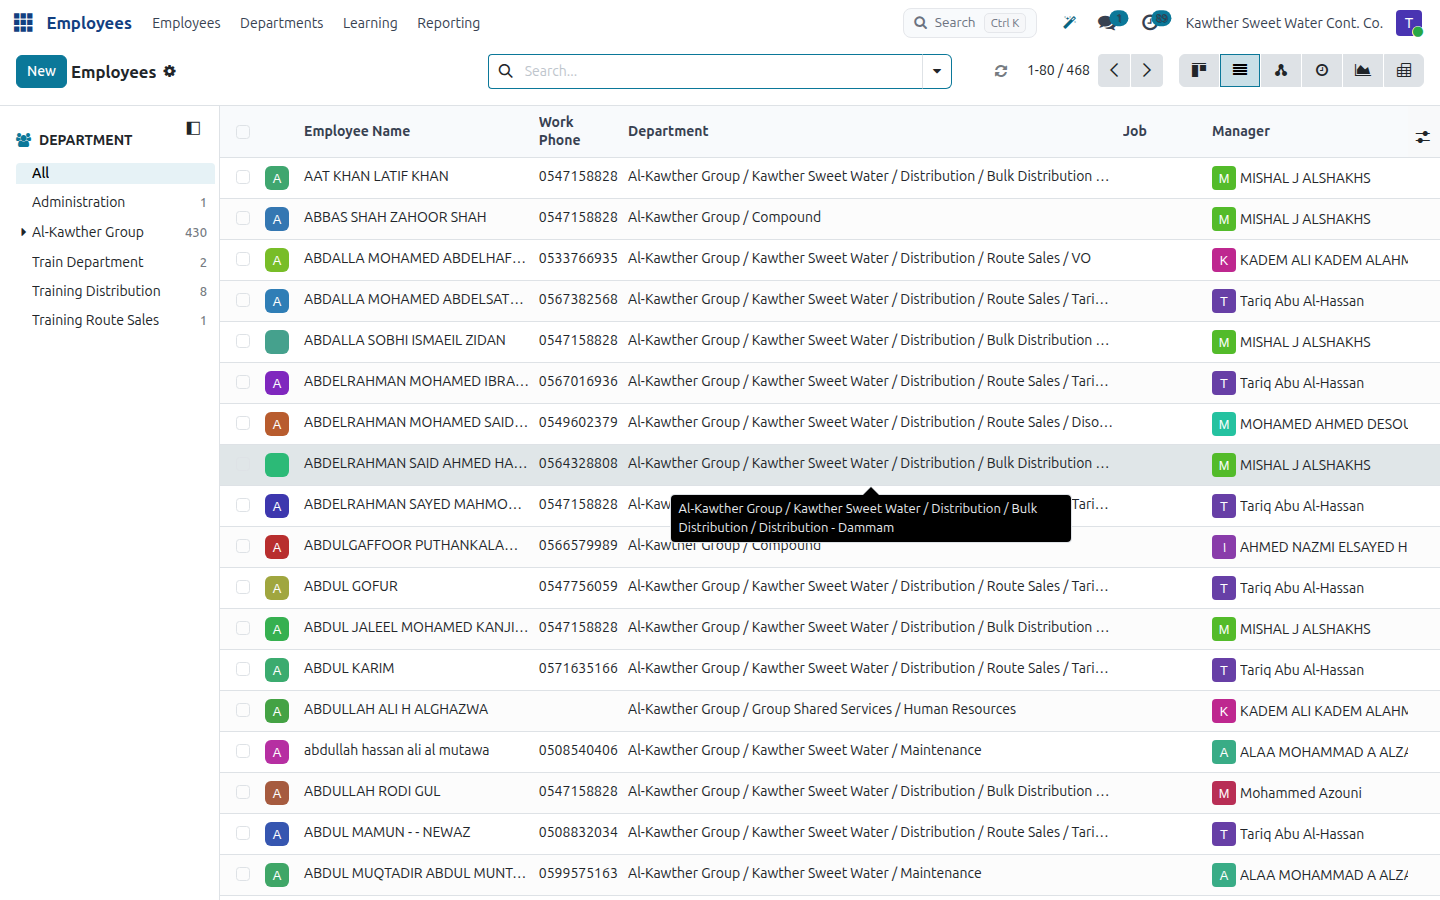 Employees Employees Departments Learning Reporting Search Ctrl K 1 Kawther Sweet Water Cont. Co. T
New Employees Search... 1-80 / 468
DEPARTMENT
All
Administration 1
Al-Kawther Group 430
Train Department 2
Training Distribution 8
Training Route Sales 1
Employee Name Work Phone Department Job Manager
A AAT KHAN LATIF KHAN 0547158828 Al-Kawther Group / Kawther Sweet Water / Distribution / Bulk Distribution ... M MISHAL J ALSHAKHS
A ABBAS SHAH ZAHOOR SHAH 0547158828 Al-Kawther Group / Compound M MISHAL J ALSHAKHS
A ABDALLA MOHAMED ABDELHAF... 0533766935 Al-Kawther Group / Kawther Sweet Water / Distribution / Route Sales / VO K KADEM ALI KADEM ALAHM
A ABDALLA MOHAMED ABDELSAT... 0567382568 Al-Kawther Group / Kawther Sweet Water / Distribution / Route Sales / Tari... T Tariq Abu Al-Hassan
ABDALLA SOBHI ISMAEIL ZIDAN 0547158828 Al-Kawther Group / Kawther Sweet Water / Distribution / Bulk Distribution ... M MISHAL J ALSHAKHS
A ABDELRAHMAN MOHAMED IBRA... 0567016936 Al-Kawther Group / Kawther Sweet Water / Distribution / Route Sales / Tari... T Tariq Abu Al-Hassan
A ABDELRAHMAN MOHAMED SAID... 0549602379 Al-Kawther Group / Kawther Sweet Water / Distribution / Route Sales / Diso... M MOHAMED AHMED DESOU
ABDELRAHMAN SAID AHMED HA... 0564328808 Al-Kawther Group / Kawther Sweet Water / Distribution / Bulk Distribution ... M MISHAL J ALSHAKHS
A ABDELRAHMAN SAYED MAHMO... 0547158828 Al-Kaw Tari... T Tariq Abu Al-Hassan
Al-Kawther Group / Kawther Sweet Water / Distribution / Bulk
Distribution / Distribution - Dammam
A ABDULGAFFOOR PUTHANKALA... 0566579989 Al-Kawther Group / Compound I AHMED NAZMI ELSAYED H
A ABDUL GOFUR 0547756059 Al-Kawther Group / Kawther Sweet Water / Distribution / Route Sales / Tari... T Tariq Abu Al-Hassan
A ABDUL JALEEL MOHAMED KANJI... 0547158828 Al-Kawther Group / Kawther Sweet Water / Distribution / Bulk Distribution ... M MISHAL J ALSHAKHS
A ABDUL KARIM 0571635166 Al-Kawther Group / Kawther Sweet Water / Distribution / Route Sales / Tari... T Tariq Abu Al-Hassan
A ABDULLAH ALI H ALGHAZWA Al-Kawther Group / Group Shared Services / Human Resources K KADEM ALI KADEM ALAHM
A abdullah hassan ali al mutawa 0508540406 Al-Kawther Group / Kawther Sweet Water / Maintenance A ALAA MOHAMMAD A ALZA
A ABDULLAH RODI GUL 0547158828 Al-Kawther Group / Kawther Sweet Water / Distribution / Bulk Distribution ... M Mohammed Azouni
A ABDUL MAMUN - - NEWAZ 0508832034 Al-Kawther Group / Kawther Sweet Water / Distribution / Route Sales / Tari... T Tariq Abu Al-Hassan
A ABDUL MUQTADIR ABDUL MUNT... 0599575163 Al-Kawther Group / Kawther Sweet Water / Maintenance A ALAA MOHAMMAD A ALZA